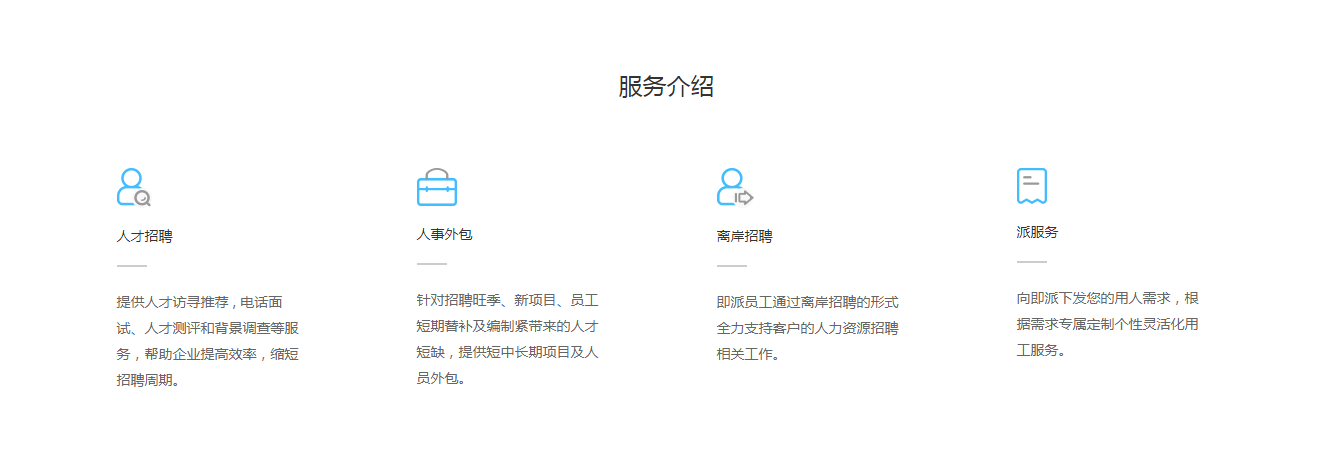 服务介绍
人才招聘
提供人才访寻推荐，电话面
试、人才测评和背景调查等服
务，帮助企业提高效率，缩短
招聘周期。
人事外包
针对招聘旺季、新项目、员工
短期替补及编制紧带来的人才
短缺，提供短中长期项目及人
员外包。
离岸招聘
即派员工通过离岸招聘的形式
全力支持客户的人力资源招聘
相关工作。
派服务
向即派下发您的用人需求，根
据需求专属定制个性灵活化用
工服务。